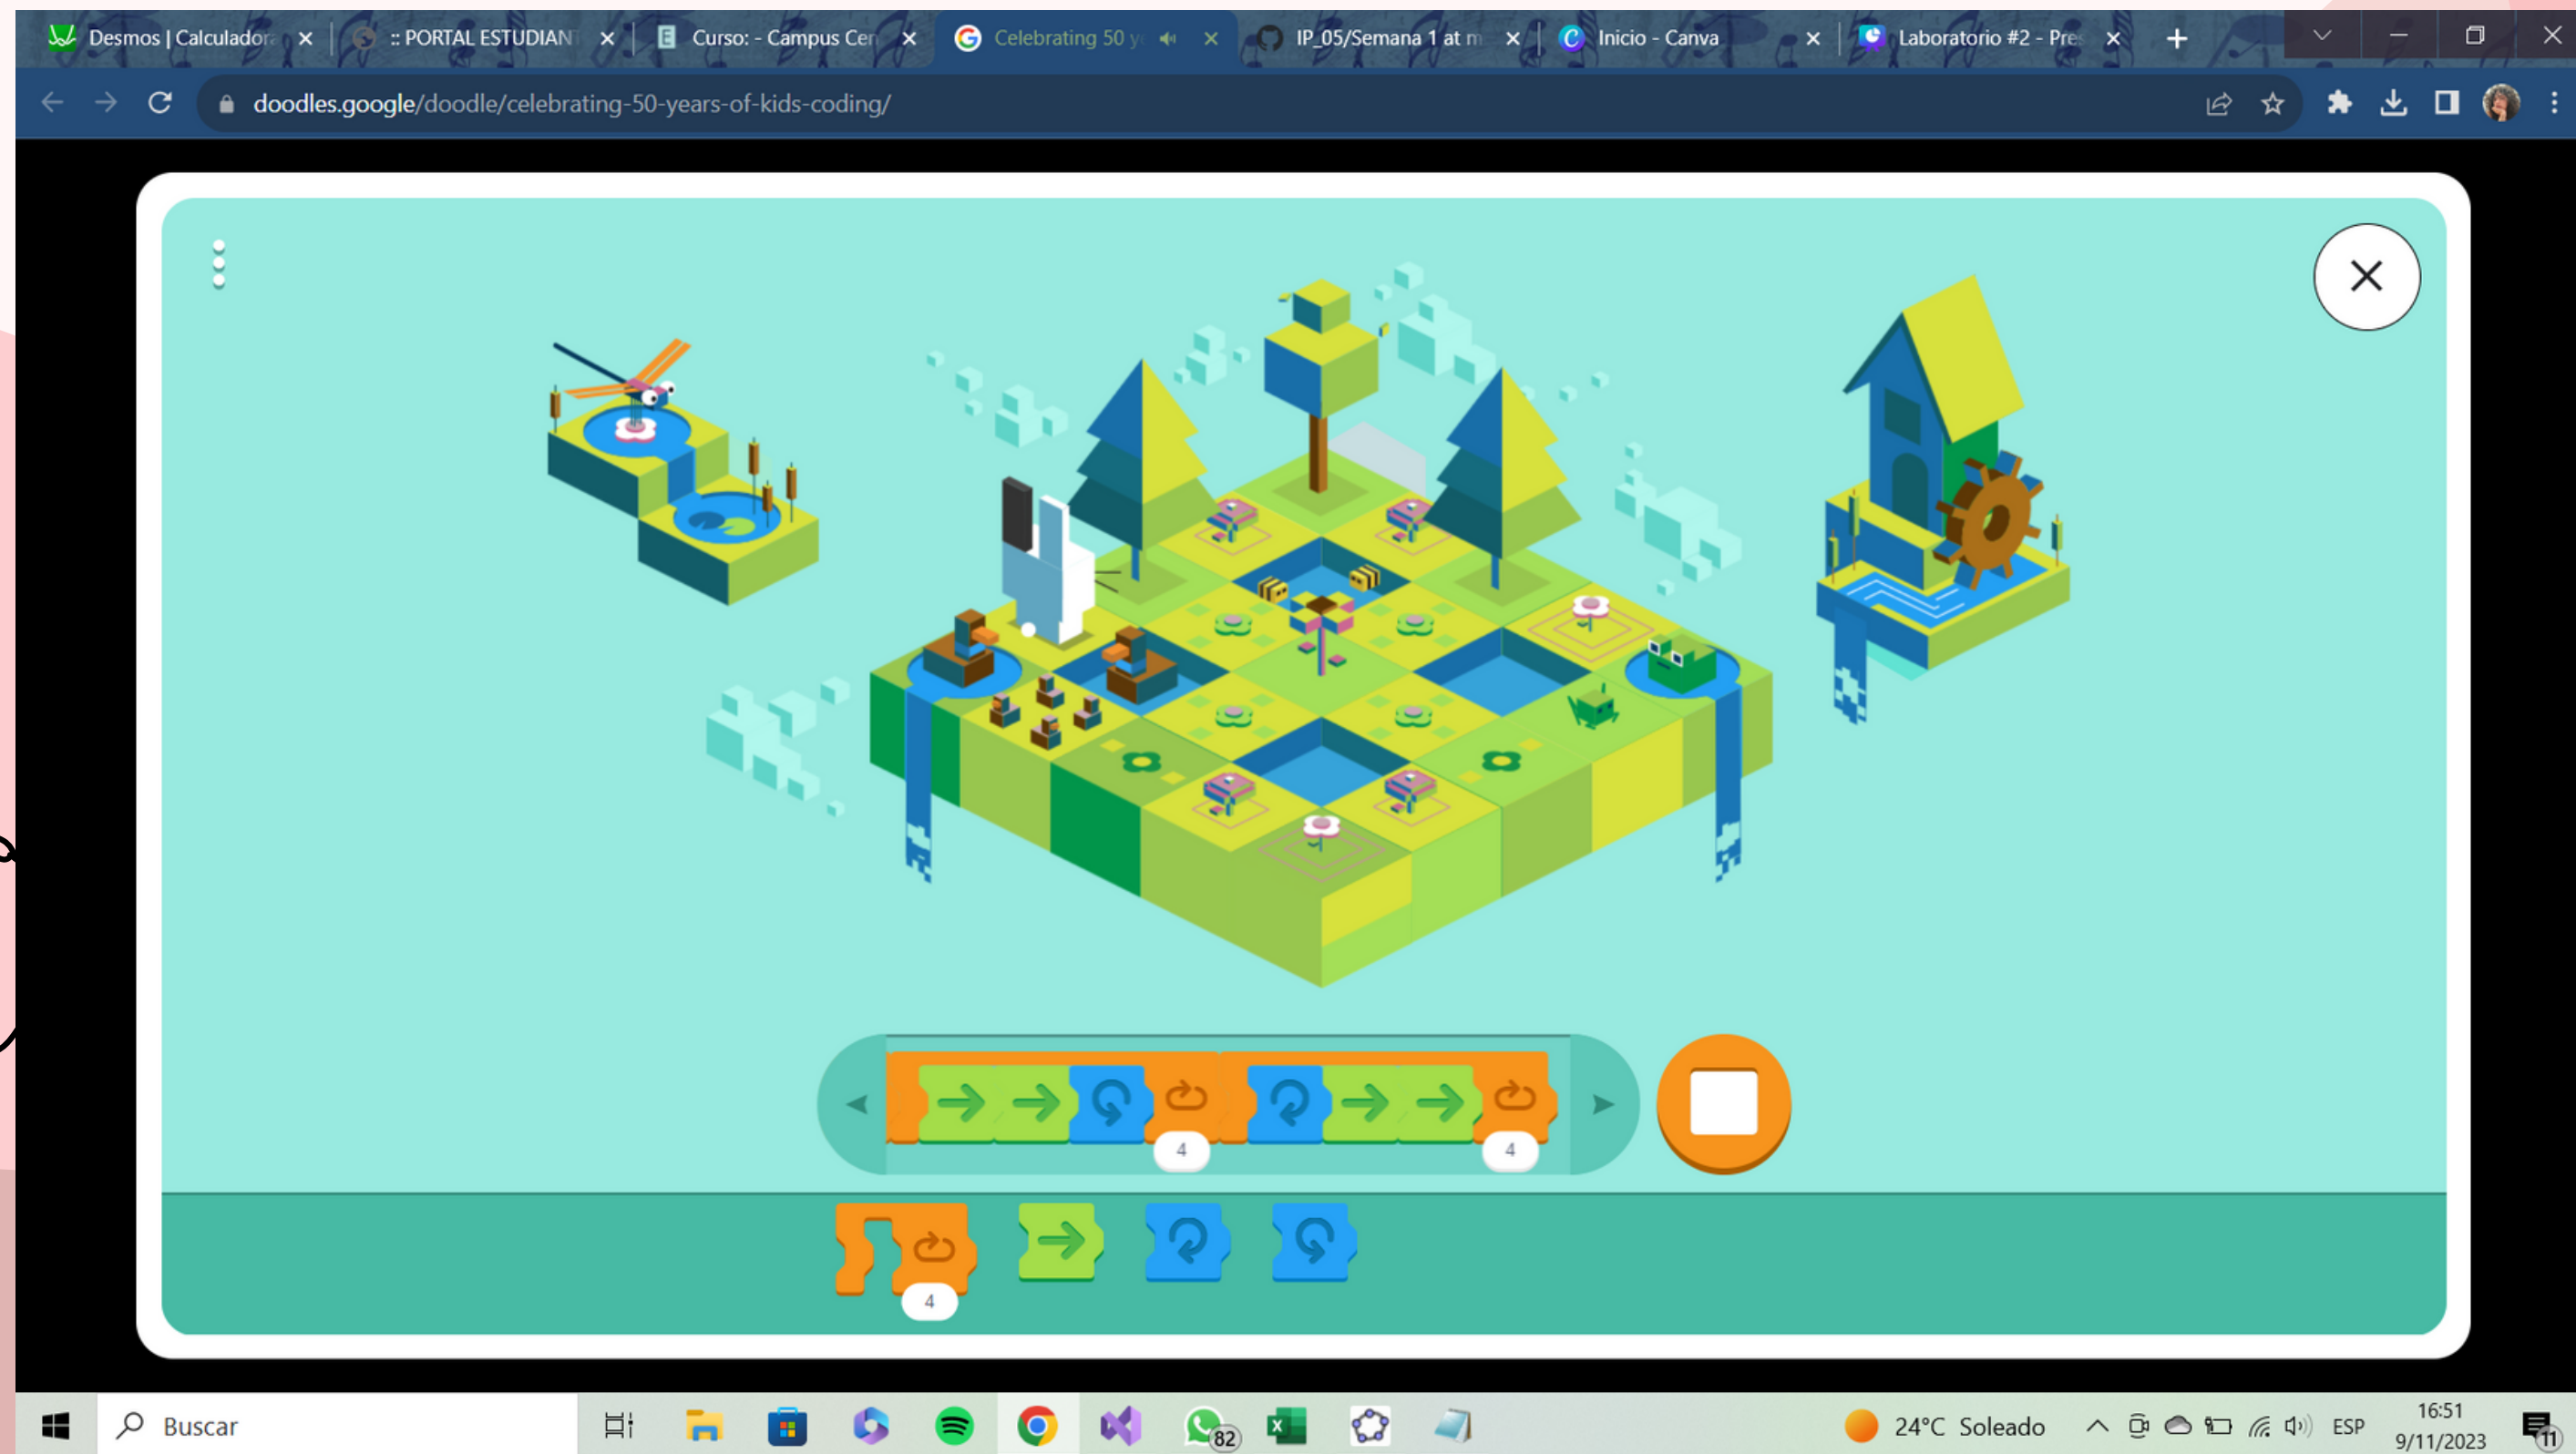 Desmos | Calculador
:: PORTAL ESTUDIAN
E Curso: - Campus Cen
Celebrating 50 ye
IP_05/Semana 1 at m
Inicio - Canva
Laboratorio #2 - Pres
doodles.google/doodle/celebrating-50-years-of-kids-coding/
4
4
4
Buscar
82
24°C Soleado
ESP
16:51
9/11/2023
11